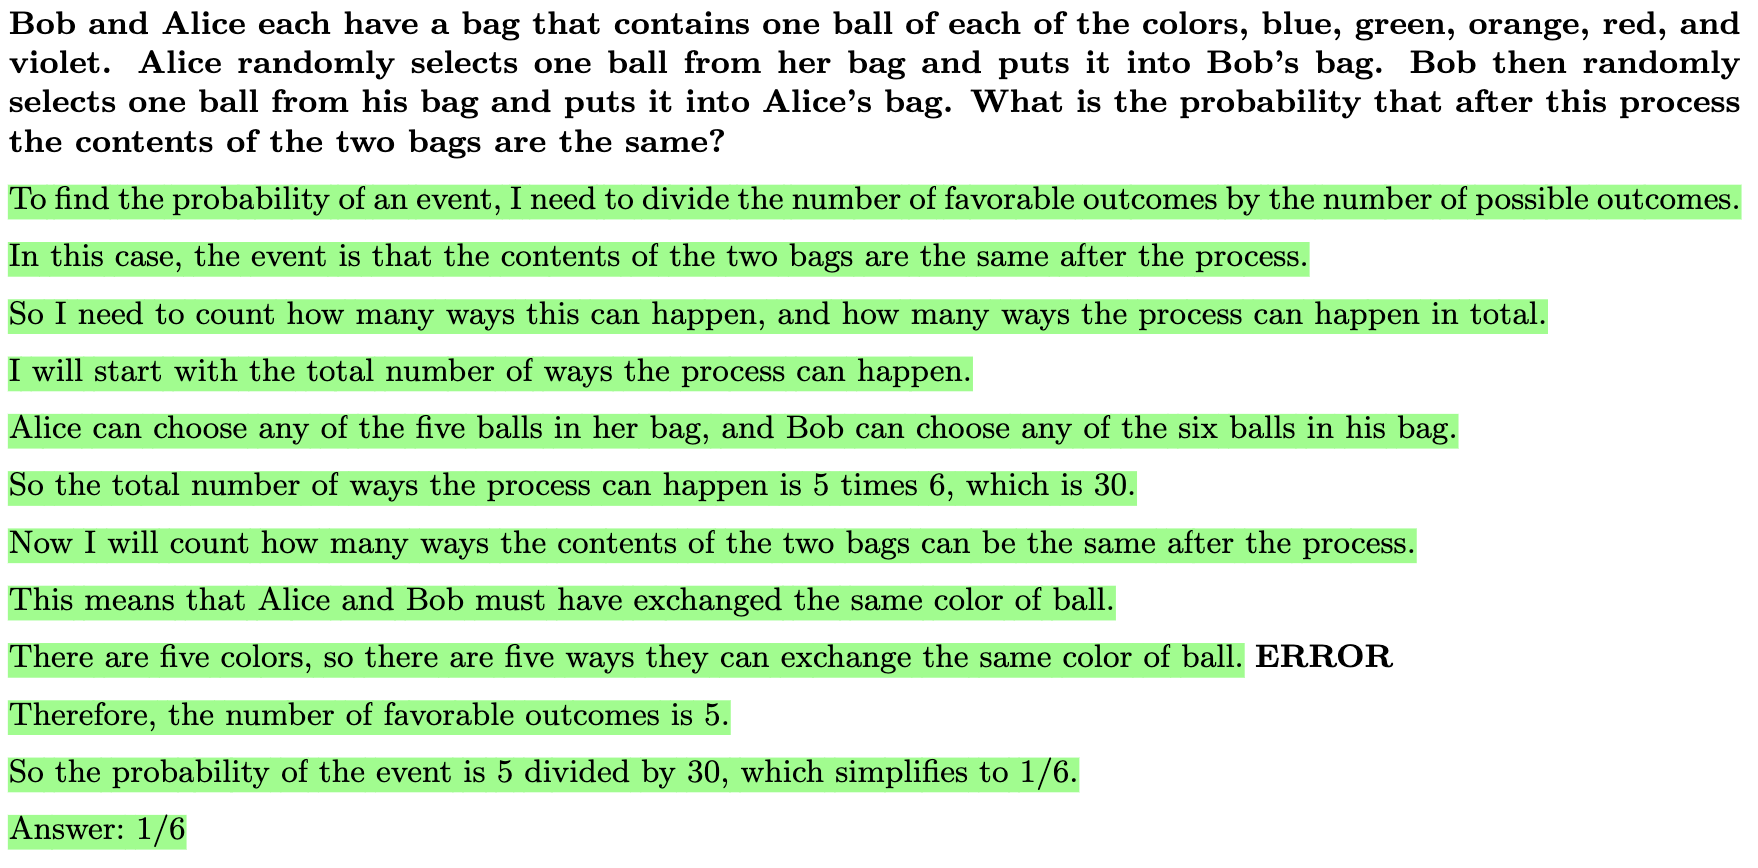 Bob and Alice each have a bag that contains one ball of each of the colors, blue, green, orange, red, and
violet. Alice randomly selects one ball from her bag and puts it into Bob's bag. Bob then randomly
selects one ball from his bag and puts it into Alice's bag. What is the probability that after this process
the contents of the two bags are the same?
To find the probability of an event, I need to divide the number of favorable outcomes by the number of possible outcomes.
In this case, the event is that the contents of the two bags are the same after the process.
So I need to count how many ways this can happen, and how many ways the process can happen in total.
I will start with the total number of ways the process can happen.
Alice can choose any of the five balls in her bag, and Bob can choose any of the six balls in his bag.
So the total number of ways the process can happen is 5 times 6, which is 30.
Now I will count how many ways the contents of the two bags can be the same after the process.
This means that Alice and Bob must have exchanged the same color of ball.
There are five colors, so there are five ways they can exchange the same color of ball. ERROR
Therefore, the number of favorable outcomes is 5.
So the probability of the event is 5 divided by 30, which simplifies to 1/6.
Answer: 1/6